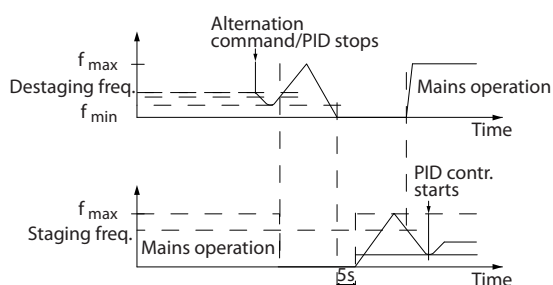 Alternation
command/PID stops
f max
Destaging freq.
f min
Mains operation
Time
PID contr.
starts
f max
Staging freq.
Mains operation
5s
Time